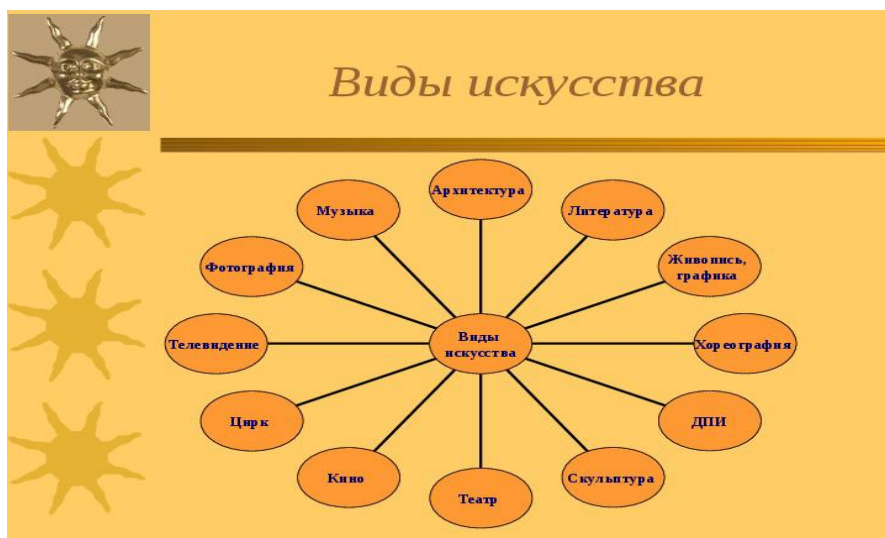 Виды искусства
Архитектура
Литература
Живопись,
графика
Хореография
ДПИ
Скульптура
Театр
Кино
Цирк
Телевидение
Фотография
Музыка
Виды
искусства